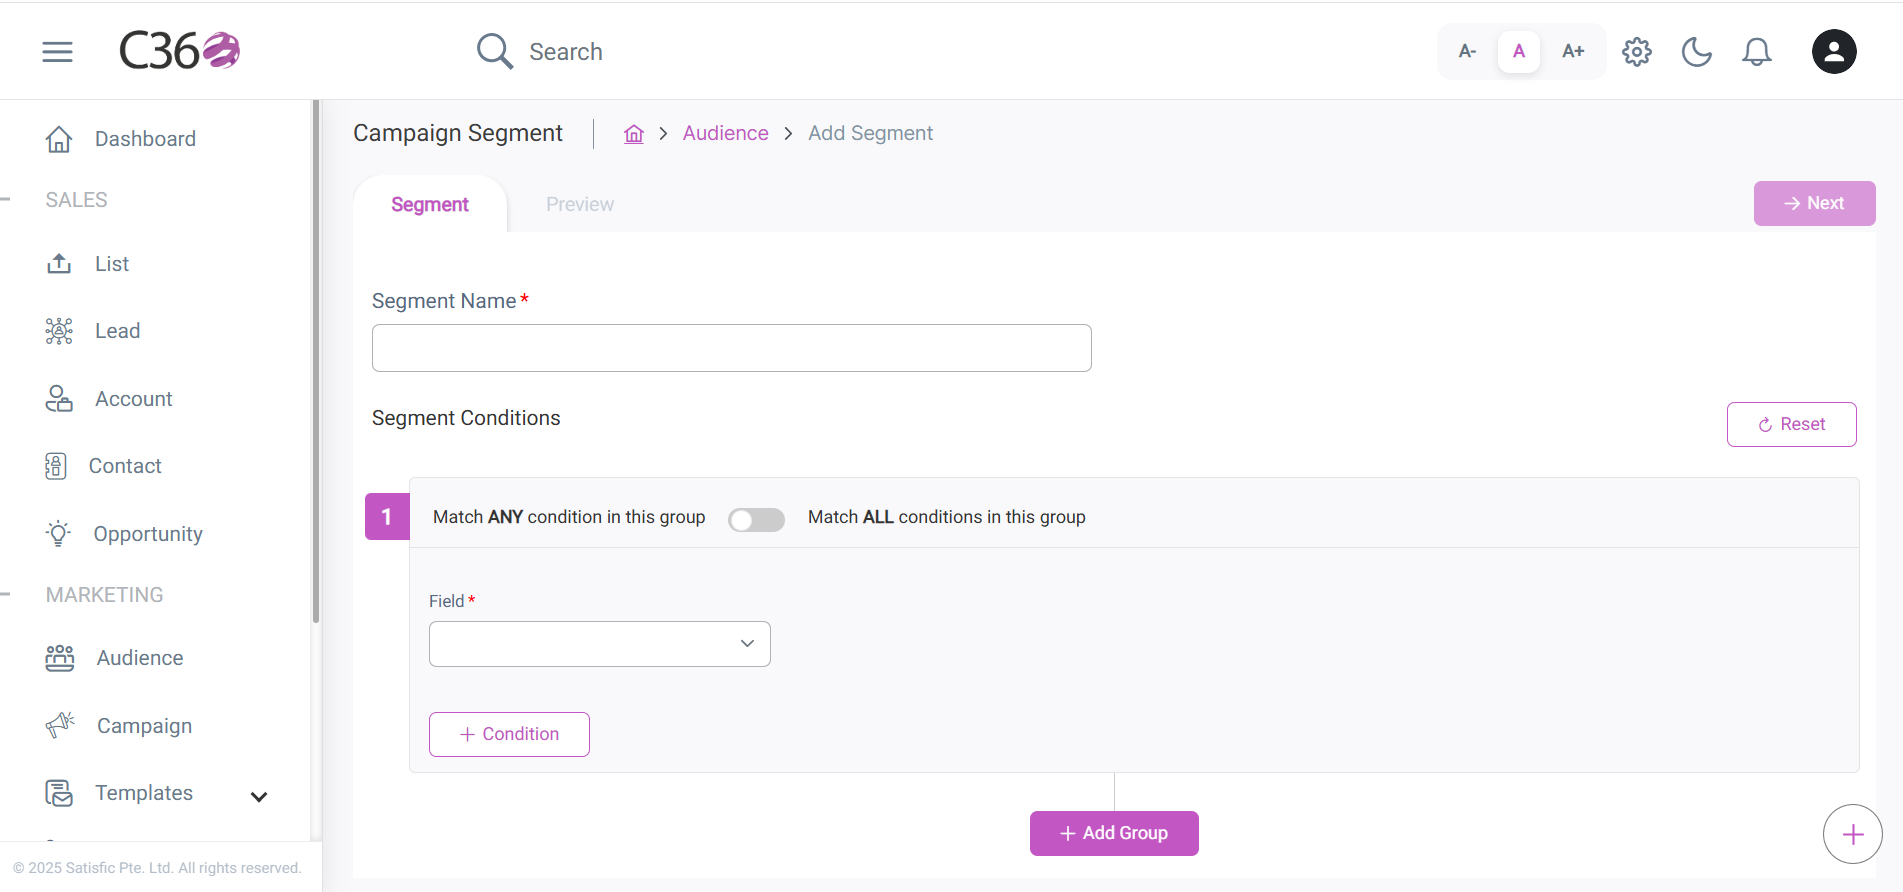 C360
Search
A- A A+
Campaign Segment
Audience > Add Segment
Dashboard
SALES
List
Lead
Account
Contact
Opportunity
MARKETING
Audience
Campaign
Templates
© 2025 Satisfic Pte. Ltd. All rights reserved.
Segment
Preview
→ Next
Segment Name*
Segment Conditions
Reset
1
Match ANY condition in this group
Match ALL conditions in this group
Field*
+ Condition
+ Add Group
+